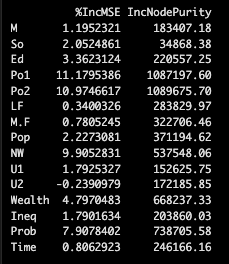 %IncMSE IncNodePurity
M 1.1952321 183407.18
So 2.0524861 34868.38
Ed 3.3623124 220557.25
Po1 11.1795386 1087197.60
Po2 10.9746617 1089675.70
LF 0.3400326 283829.97
M.F 0.7805245 322706.46
Pop 2.2273081 371194.62
NW 9.9052831 537548.06
U1 1.7925327 152625.75
U2 -0.2390979 172185.85
Wealth 4.7970483 668237.33
Ineq 1.7901634 203860.03
Prob 7.9078402 738705.58
Time 0.8062923 246166.16